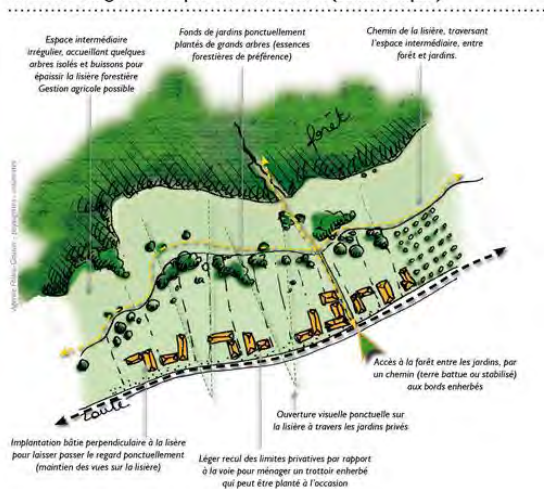 Espace intermédiaire
irrégulier, accueillant quelques
arbres isolés et buissons pour
épaissir la lisière forestière
Gestion agricole possible
Fonds de jardins ponctuellement
plantés de grands arbres (essences
forestières de préférence)
Chemin de la lisière, traversant
l'espace intermédiaire, entre
forêt et jardins.
forêt
route
Accès à la forêt entre les jardins, par
un chemin (terre battue ou stabilisé)
aux bords enherbés
Ouverture visuelle ponctuelle sur
la lisière à travers les jardins privés
Implantation bâtie perpendiculaire à la lisère
pour laisser passer le regard ponctuellement
(maintien des vues sur la lisière)
Léger recul des limites privatives par rapport
à la voie pour ménager un trottoir enherbé
qui peut être planté à l'occasion